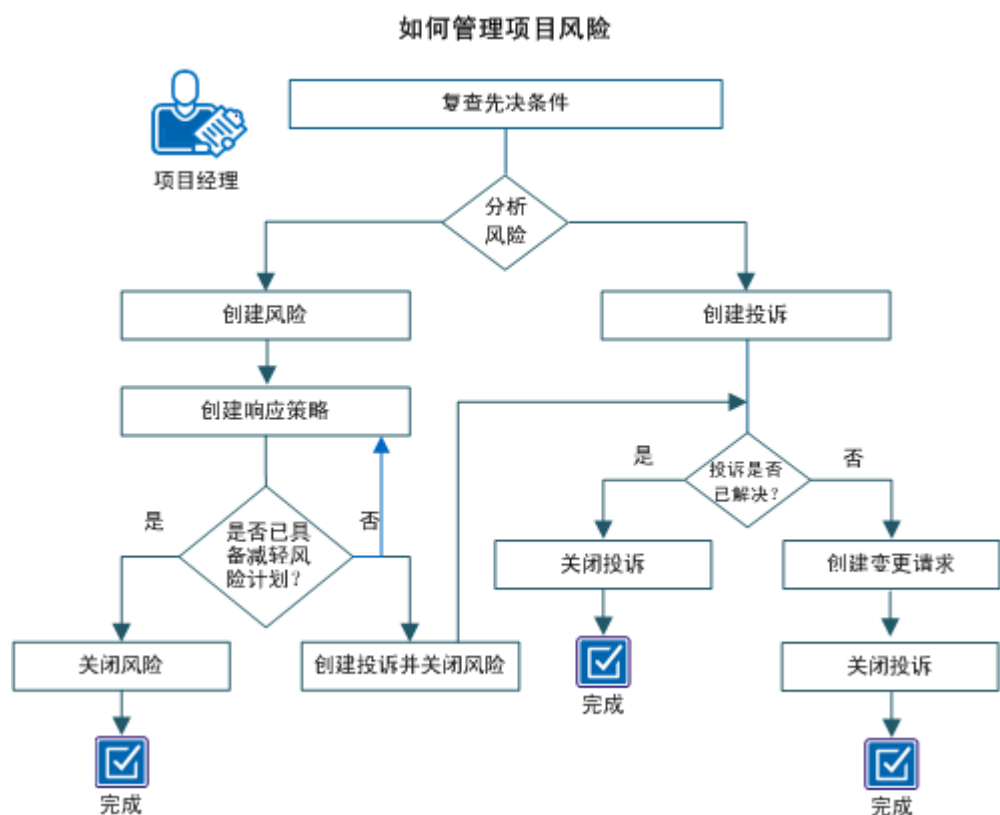 如何管理项目风险
复查先决条件
项目经理
分析
风险
创建风险
创建投诉
创建响应策略
是
否
投诉是否
已解决?
是
否
是否已具
备减轻风
险计划?
关闭投诉
创建变更请求
关闭风险
创建投诉并关闭风险
关闭投诉
完成
完成
完成